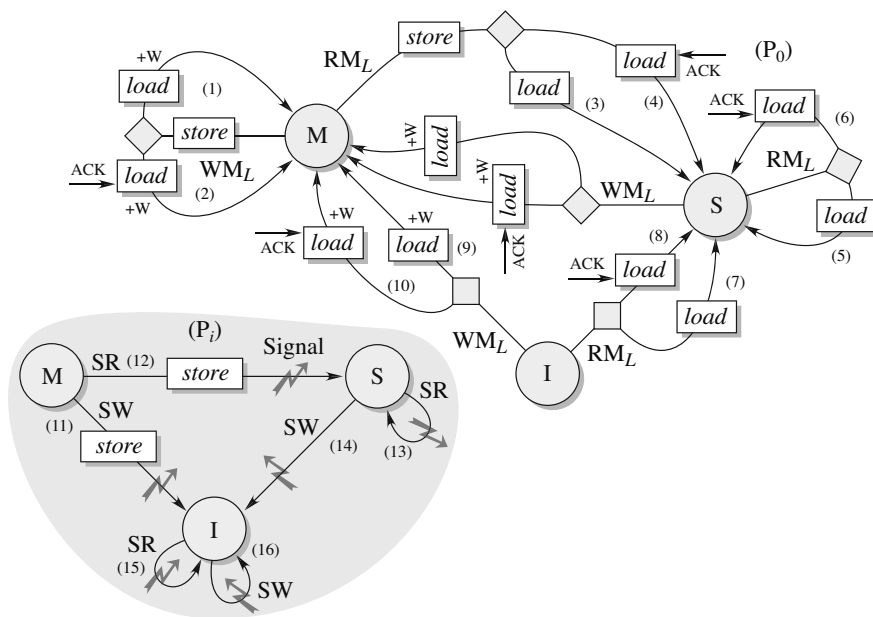 store
RM_L
load
(3)
load
ACK
(4)
(P_0)
+W
load
(1)
store
WM_L
ACK
load
+W
(2)
M
+W
load
+W
load
ACK
WM_L
S
ACK
load
(6)
RM_L
load
(5)
ACK
+W
load
(10)
+W
load
(9)
WM_L
ACK
load
(8)
load
(7)
RM_L
I
(P_i)
M
SR
(12)
store
Signal
S
SR
(13)
SW
(11)
store
SW
(14)
I
SR
(15)
(16)
SW